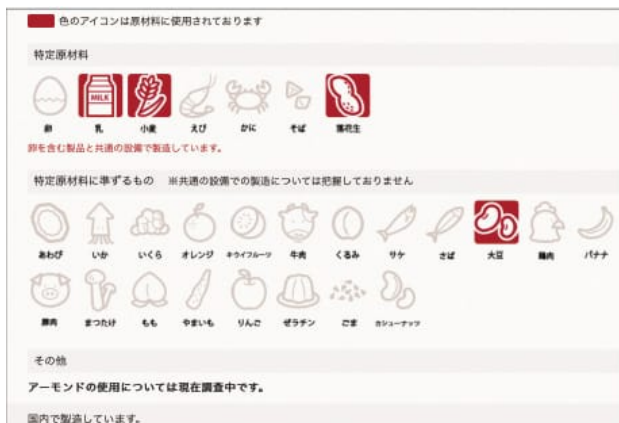 色のアイコンは原材料に使用されております
特定原材料
MILK
卵 乳 小麦 えび かに そば 落花生
卵を含む製品と共通の設備で製造しています。
特定原材料に準ずるもの ※共通の設備での製造については把握しておりません
あわび いか いくら オレンジ キウイフルーツ 牛肉 くるみ サケ さば 大豆 鶏肉 バナナ
豚肉 まつたけ もも やまいも りんご ゼラチン ごま カシューナッツ
その他
アーモンドの使用については現在調査中です。
国内で製造しています。